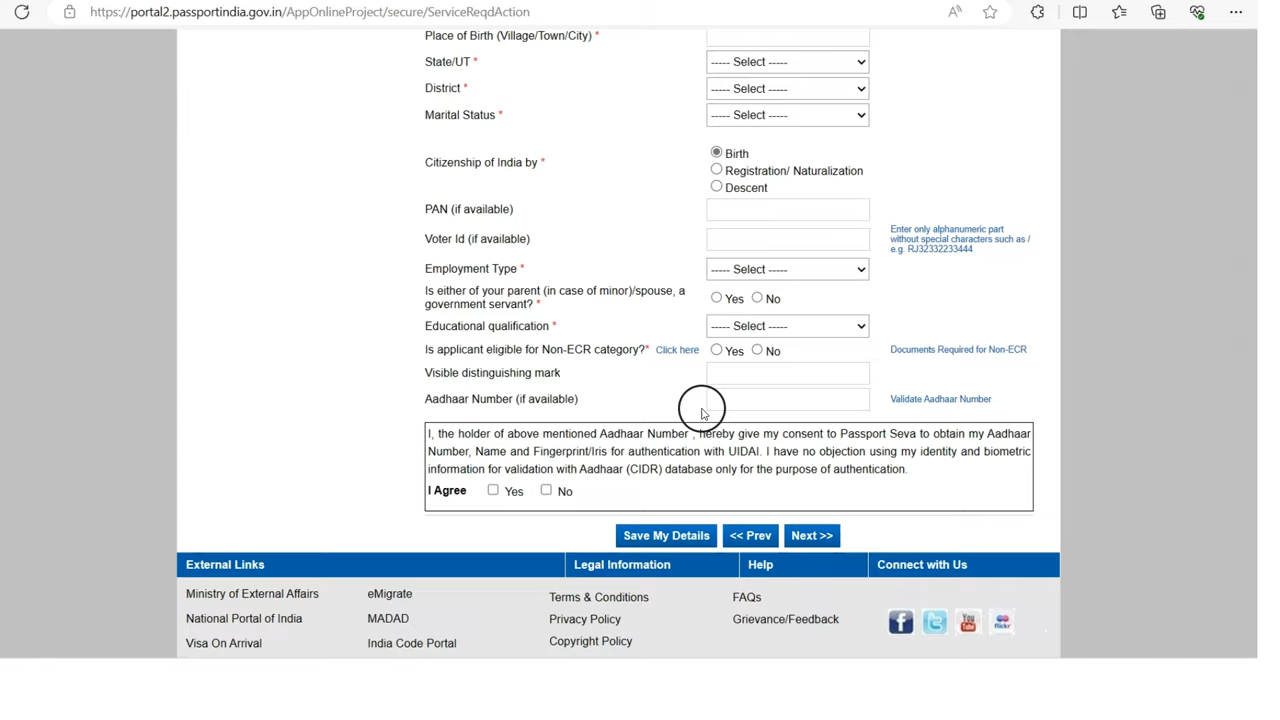 https://portal2.passportindia.gov.in/AppOnlineProject/secure/ServiceReqdAction
Place of Birth (Village/Town/City) *
State/UT * ----- Select -----
District * ----- Select -----
Marital Status * ----- Select -----
Citizenship of India by *
Birth
Registration/ Naturalization
Descent
PAN (if available)
Voter Id (if available)
Enter only alphanumeric part
without special characters such as /
e.g. RJ32332233444
Employment Type * ----- Select -----
Is either of your parent (in case of minor)/spouse, a
government servant? *
Yes No
Educational qualification * ----- Select -----
Is applicant eligible for Non-ECR category?* Click here Yes No Documents Required for Non-ECR
Visible distinguishing mark
Aadhaar Number (if available) Validate Aadhaar Number
I, the holder of above mentioned Aadhaar Number , hereby give my consent to Passport Seva to obtain my Aadhaar
Number, Name and Fingerprint/Iris for authentication with UIDAI. I have no objection using my identity and biometric
information for validation with Aadhaar (CIDR) database only for the purpose of authentication.
I Agree Yes No
Save My Details << Prev Next >>
External Links Legal Information Help Connect with Us
Ministry of External Affairs eMigrate Terms & Conditions FAQs
National Portal of India MADAD Privacy Policy Grievance/Feedback
Visa On Arrival India Code Portal Copyright Policy
You
flickr